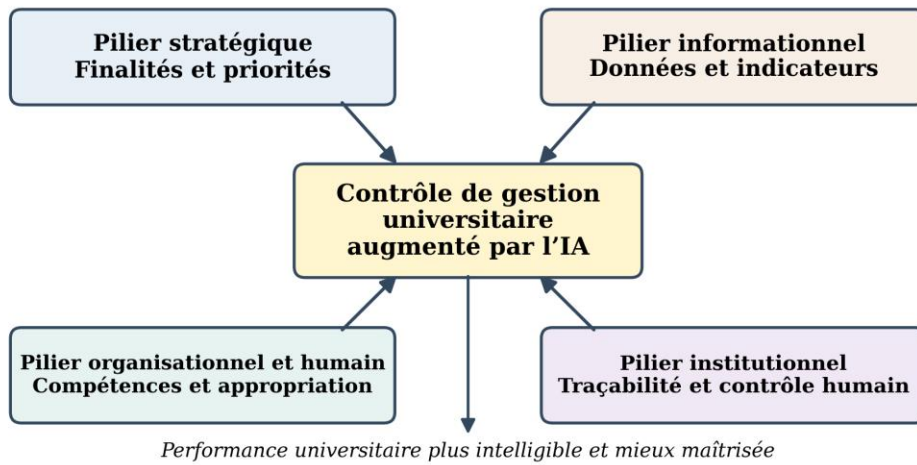 Pilier stratégique
Finalités et priorités
Pilier informationnel
Données et indicateurs
Contrôle de gestion
universitaire
augmenté par l’IA
Pilier organisationnel et humain
Compétences et appropriation
Pilier institutionnel
Traçabilité et contrôle humain
Performance universitaire plus intelligible et mieux maîtrisée